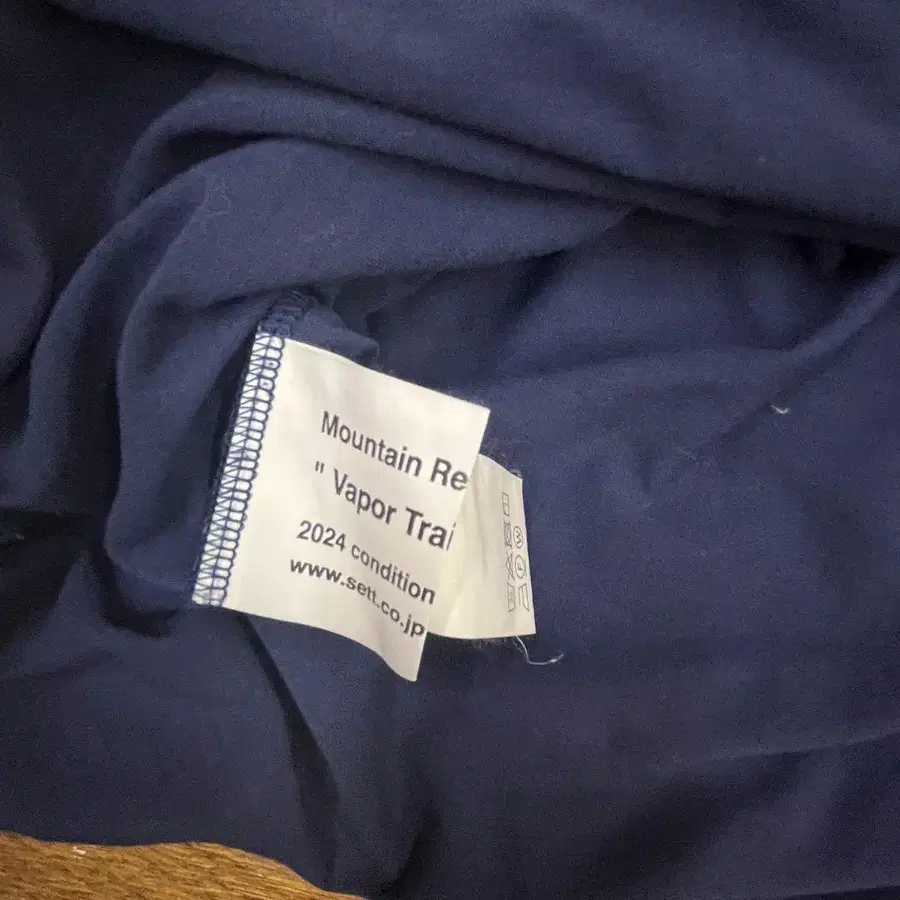 Mountain Re
" Vapor Trai
2024 condition
www.sett.co.jp